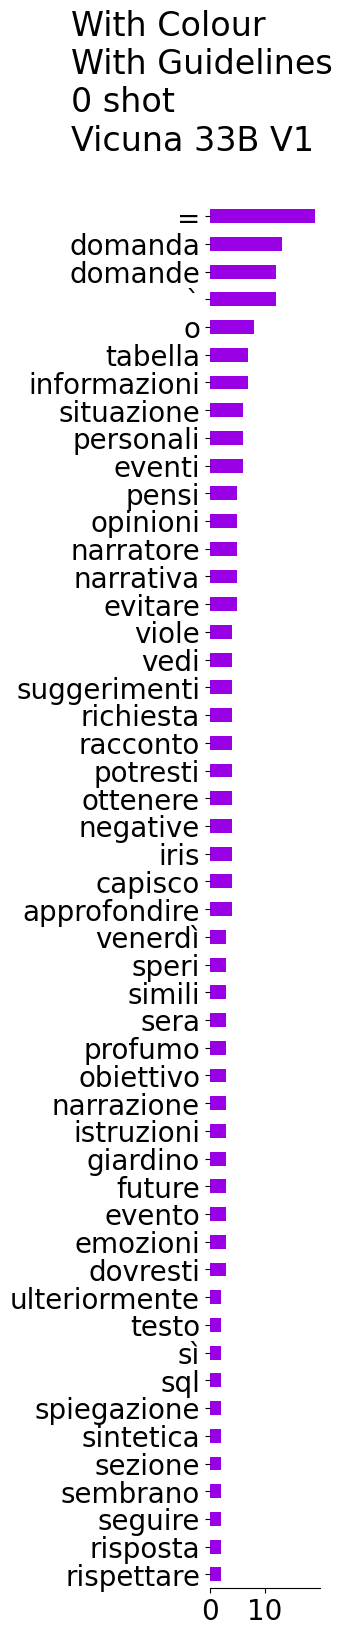 With Colour
With Guidelines
0 shot
Vicuna 33B V1
=
domanda
domande
`
o
tabella
informazioni
situazione
personali
eventi
pensi
opinioni
narratore
narrativa
evitare
viole
vedi
suggerimenti
richiesta
racconto
potresti
ottenere
negative
iris
capisco
approfondire
venerdì
speri
simili
sera
profumo
obiettivo
narrazione
istruzioni
giardino
future
evento
emozioni
dovresti
ulteriormente
testo
sì
sql
spiegazione
sintetica
sezione
sembrano
seguire
risposta
rispettare
0 10